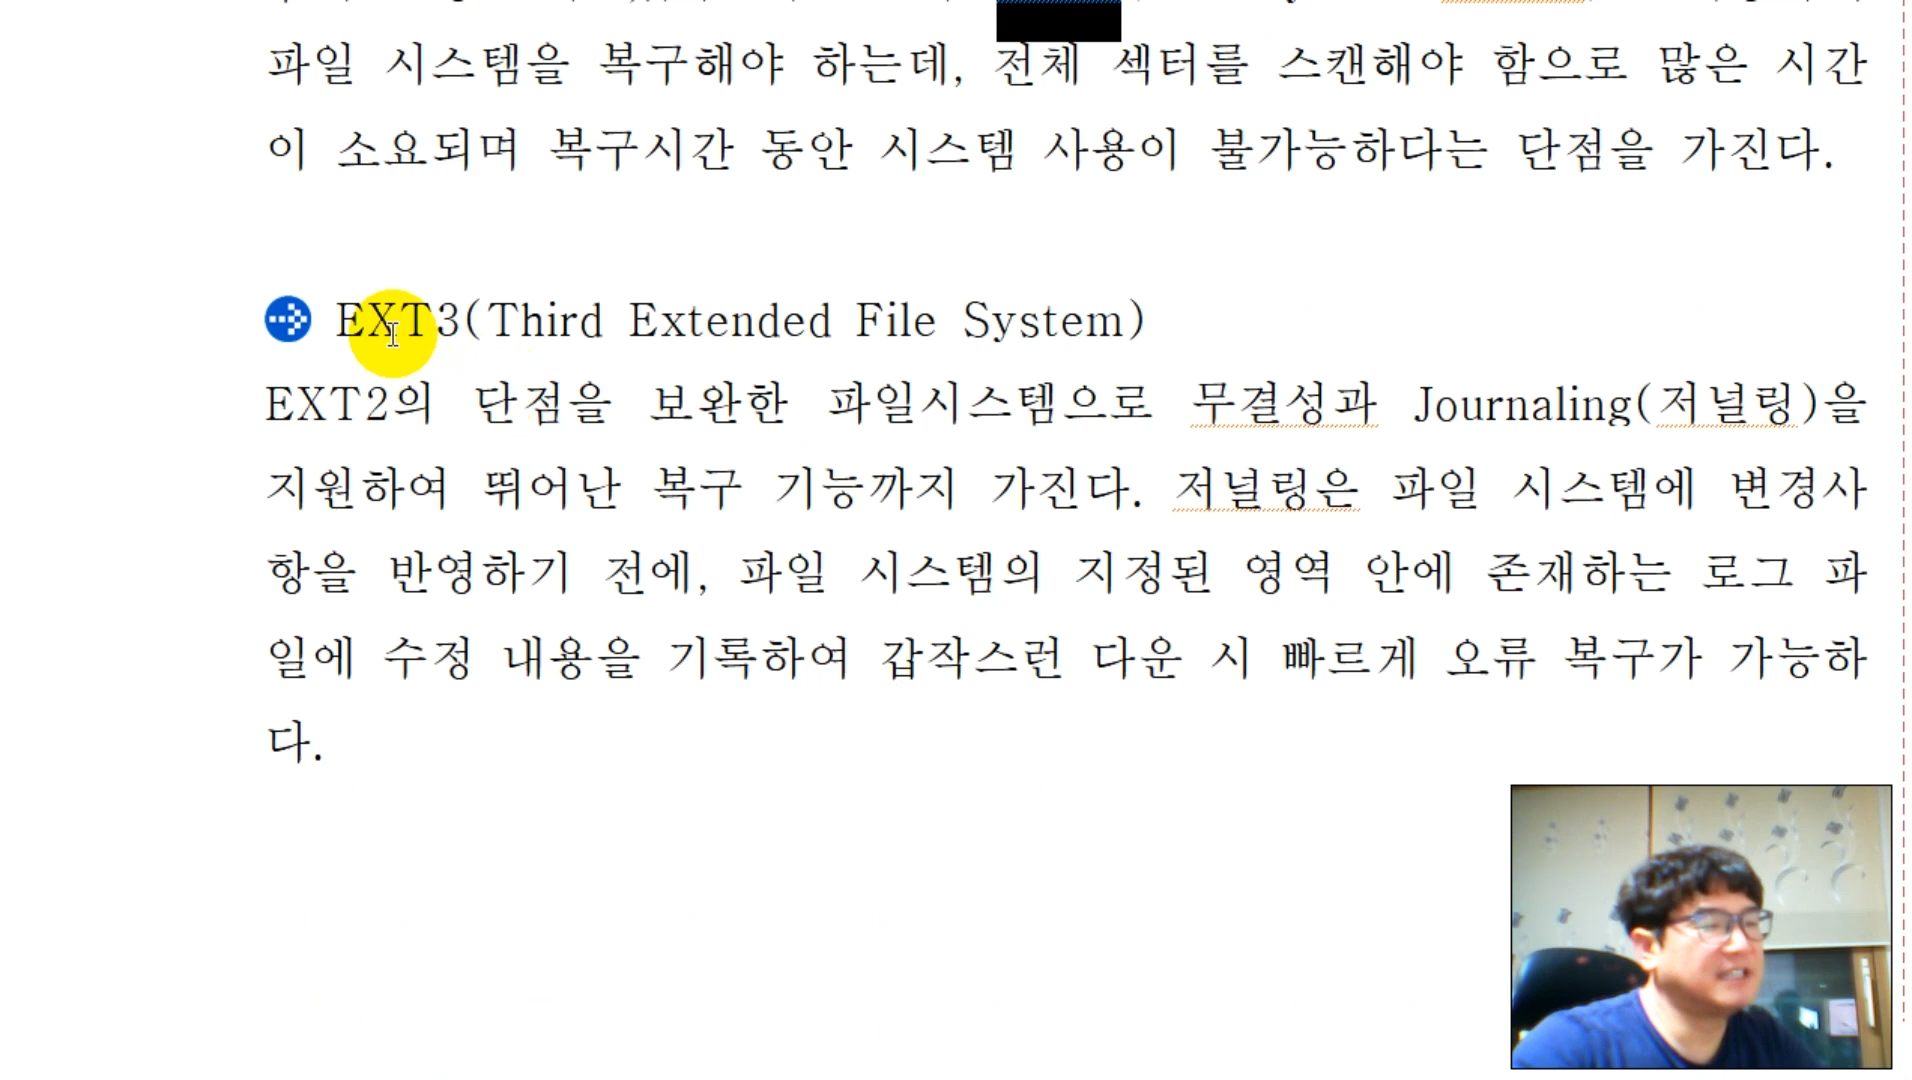 파일 시스템을 복구해야 하는데, 전체 섹터를 스캔해야 함으로 많은 시간
이 소요되며 복구시간 동안 시스템 사용이 불가능하다는 단점을 가진다.
EXT3(Third Extended File System)
EXT2의 단점을 보완한 파일시스템으로 무결성과 Journaling(저널링)을
지원하여 뛰어난 복구 기능까지 가진다. 저널링은 파일 시스템에 변경사
항을 반영하기 전에, 파일 시스템의 지정된 영역 안에 존재하는 로그 파
일에 수정 내용을 기록하여 갑작스런 다운 시 빠르게 오류 복구가 가능하
다.